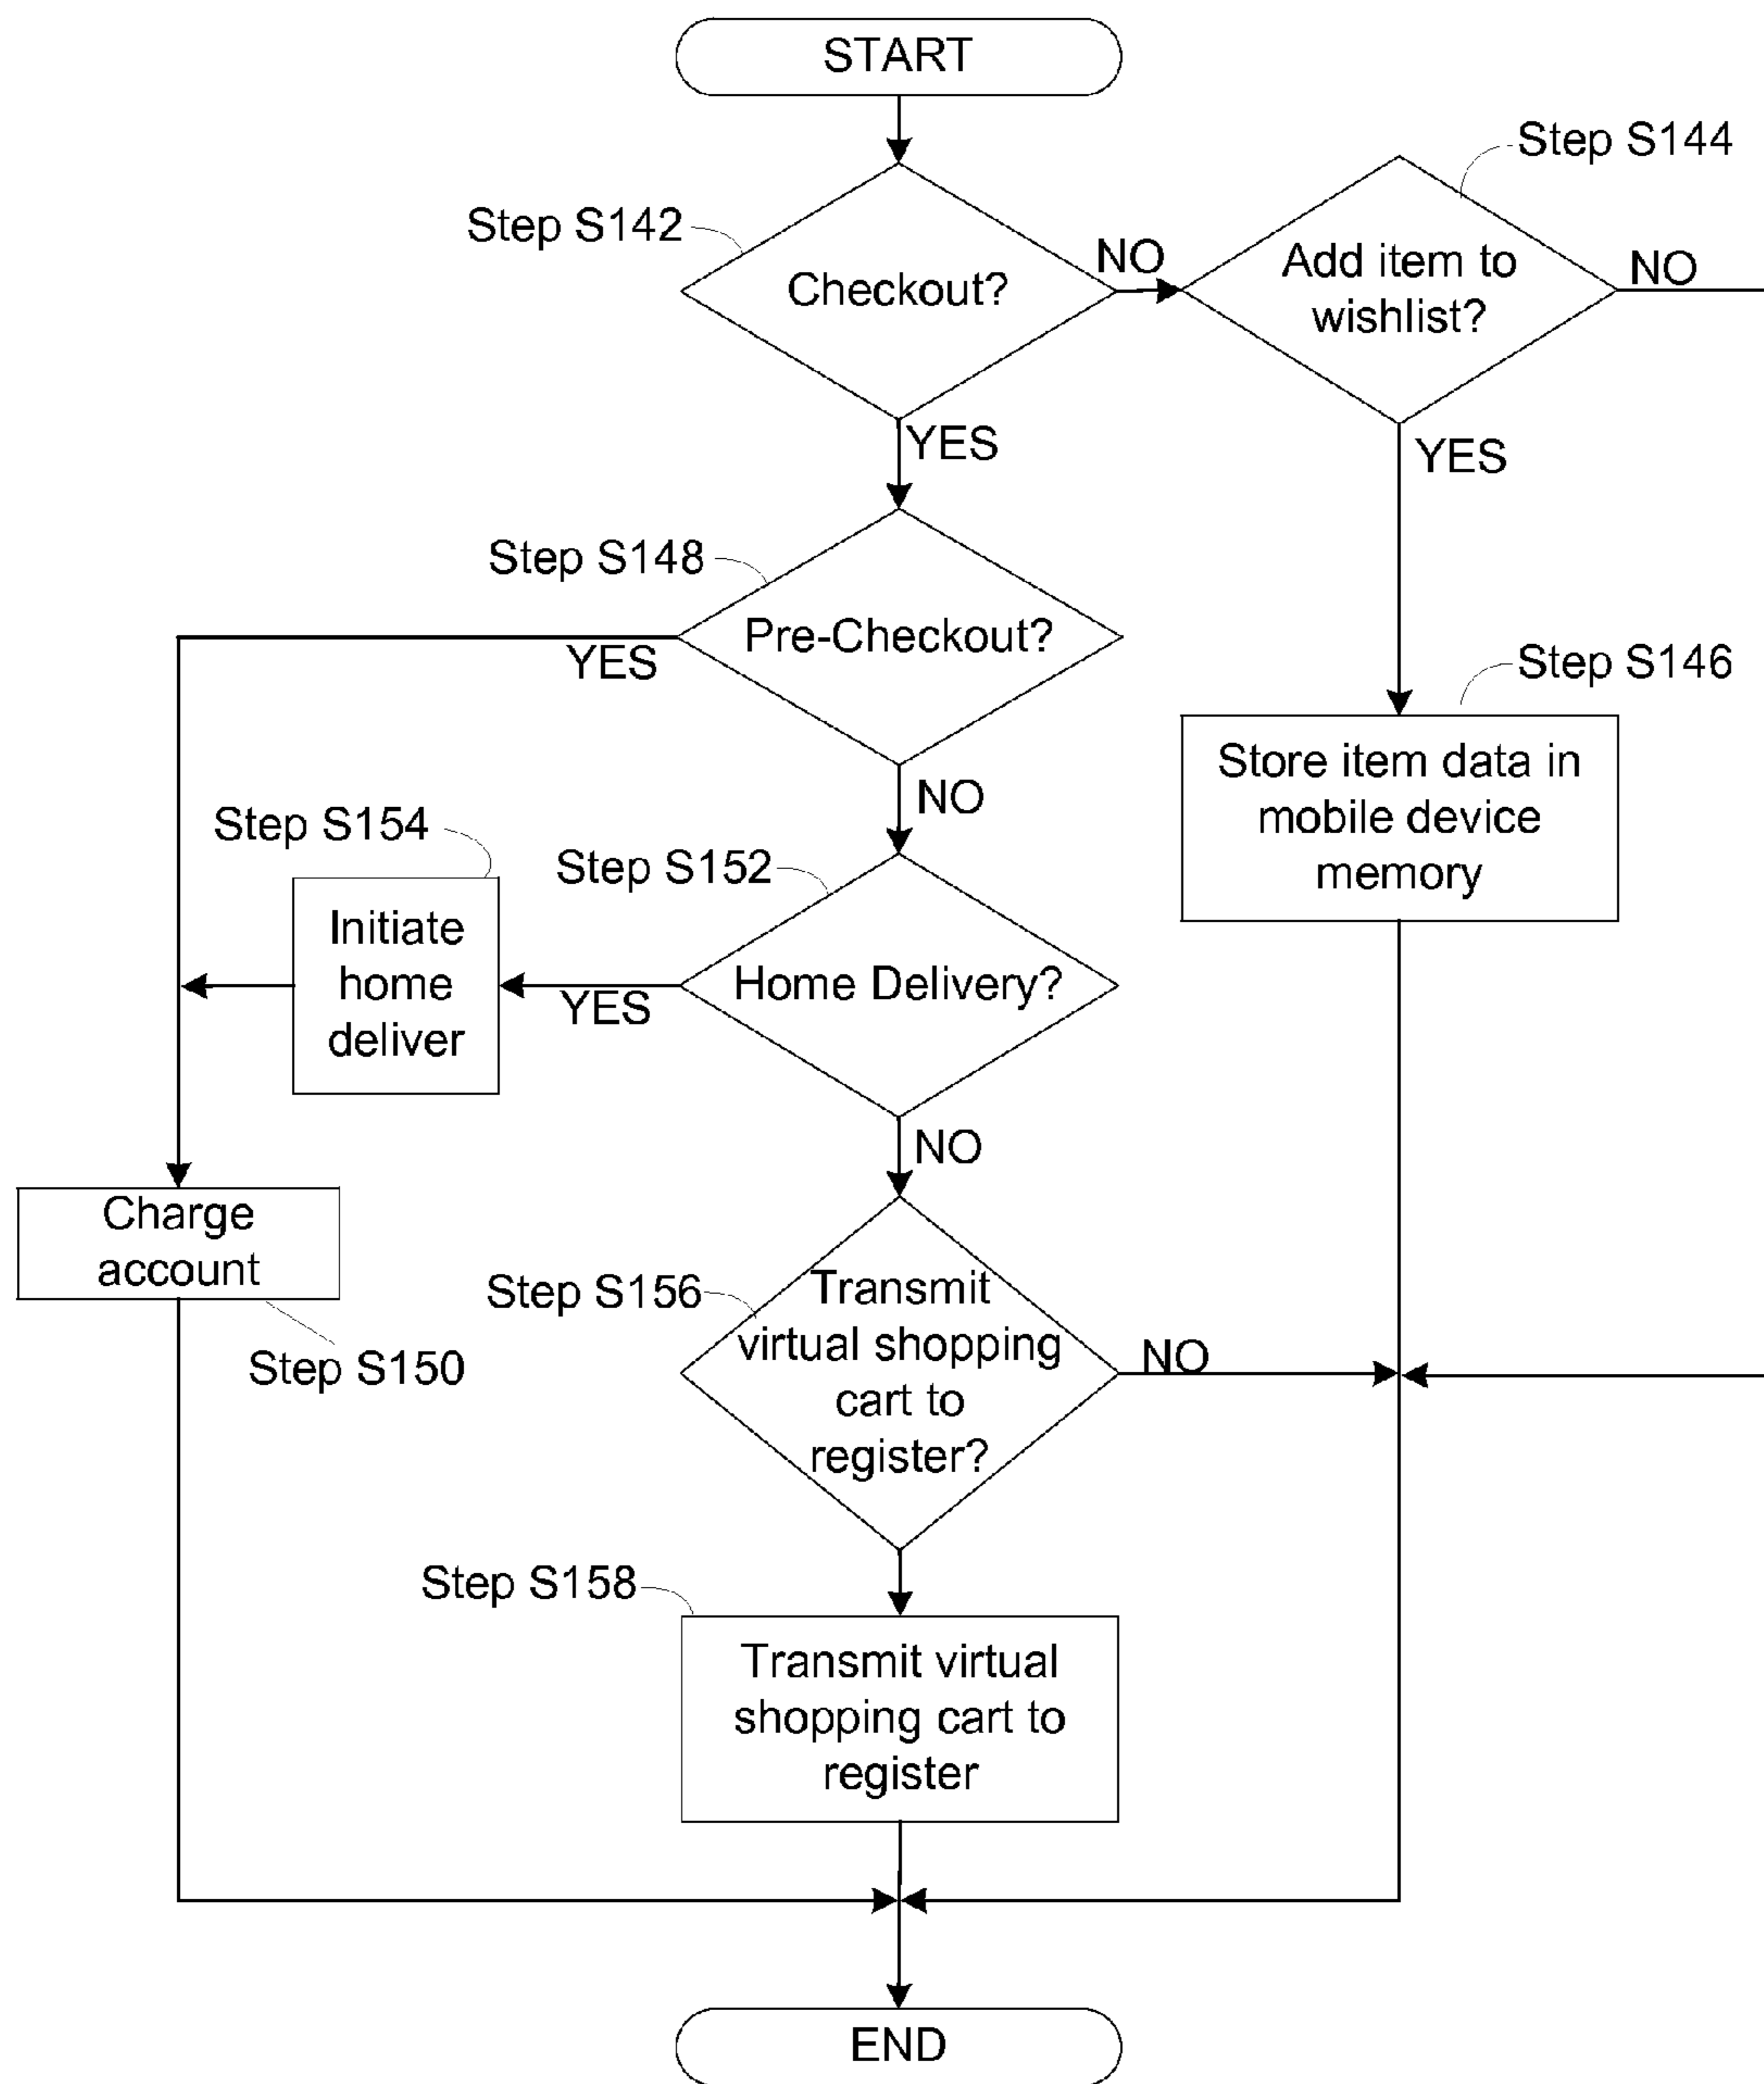 START
Step S144
Step S142
NO
Checkout?
Add item to
wishlist?
NO
YES
YES
Step S148
Pre-Checkout?
YES
Step S146
Store item data in
mobile device
memory
NO
Step S154
Step S152
Initiate
home
deliver
Home Delivery?
YES
NO
Charge
account
Step S150
Step S156
Transmit
virtual shopping
cart to
register?
NO
Step S158
Transmit virtual
shopping cart to
register
END